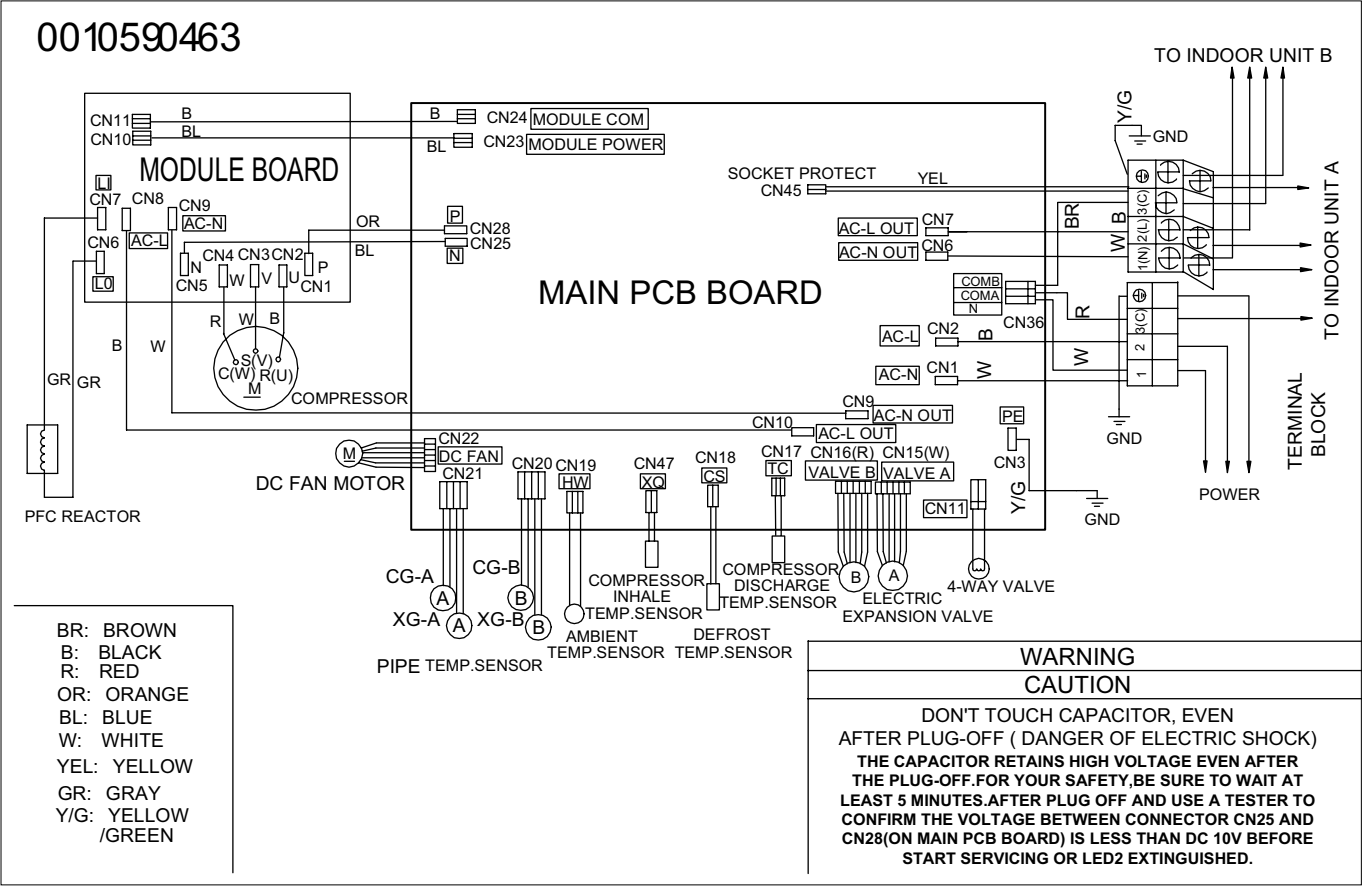 0010590463
TO INDOOR UNIT B
CN11
B
B
CN24 MODULE COM
CN10
BL
BL
CN23 MODULE POWER
Y/G
GND
MODULE BOARD
SOCKET PROTECT
CN45
YEL
LI
CN7
CN8
CN9
AC-N
AC-L
CN6
L0
OR
BL
P
CN28
CN25
N
AC-L OUT
CN7
AC-N OUT
CN6
BR
B
W
3(C)
2(L)
1(N)
TO INDOOR UNIT A
N
CN5
CN4
W
CN3
V
CN2
U
P
CN1
MAIN PCB BOARD
COMB
COMA
N
CN36
R
W
3(C)
2
1
AC-L
CN2
B
AC-N
CN1
W
R
W
B
S(V)
C(W)
R(U)
M
COMPRESSOR
B
W
GR
GR
CN9
AC-N OUT
CN10
AC-L OUT
PE
CN3
Y/G
GND
GND
TERMINAL
BLOCK
POWER
M
DC FAN MOTOR
CN22
DC FAN
CN21
CN20
CN19
HW
CN47
XQ
CN18
CS
CN17
TC
CN16(R)
VALVE B
CN15(W)
VALVE A
CN11
PFC REACTOR
CG-A
A
XG-A
A
CG-B
B
XG-B
B
PIPE TEMP.SENSOR
AMBIENT
TEMP.SENSOR
COMPRESSOR
INHALE
TEMP.SENSOR
DEFROST
TEMP.SENSOR
COMPRESSOR
DISCHARGE
TEMP.SENSOR
B
A
ELECTRIC
EXPANSION VALVE
4-WAY VALVE
BR: BROWN
B: BLACK
R: RED
OR: ORANGE
BL: BLUE
W: WHITE
YEL: YELLOW
GR: GRAY
Y/G: YELLOW
/GREEN
WARNING
CAUTION
DON'T TOUCH CAPACITOR, EVEN
AFTER PLUG-OFF ( DANGER OF ELECTRIC SHOCK)
THE CAPACITOR RETAINS HIGH VOLTAGE EVEN AFTER
THE PLUG-OFF.FOR YOUR SAFETY,BE SURE TO WAIT AT
LEAST 5 MINUTES.AFTER PLUG OFF AND USE A TESTER TO
CONFIRM THE VOLTAGE BETWEEN CONNECTOR CN25 AND
CN28(ON MAIN PCB BOARD) IS LESS THAN DC 10V BEFORE
START SERVICING OR LED2 EXTINGUISHED.